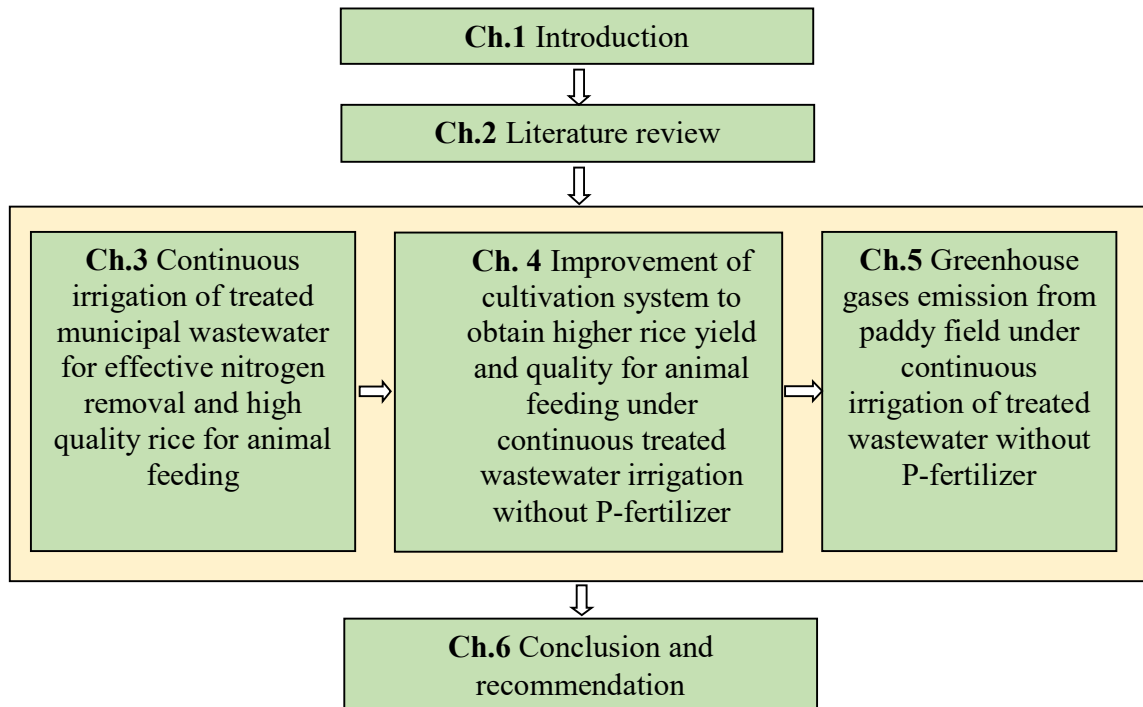 Ch.1 Introduction
Ch.2 Literature review
Ch.3 Continuous
irrigation of treated
municipal wastewater
for effective nitrogen
removal and high
quality rice for animal
feeding
Ch. 4 Improvement of
cultivation system to
obtain higher rice yield
and quality for animal
feeding under
continuous treated
wastewater irrigation
without P-fertilizer
Ch.5 Greenhouse
gases emission from
paddy field under
continuous
irrigation of treated
wastewater without
P-fertilizer
Ch.6 Conclusion and
recommendation